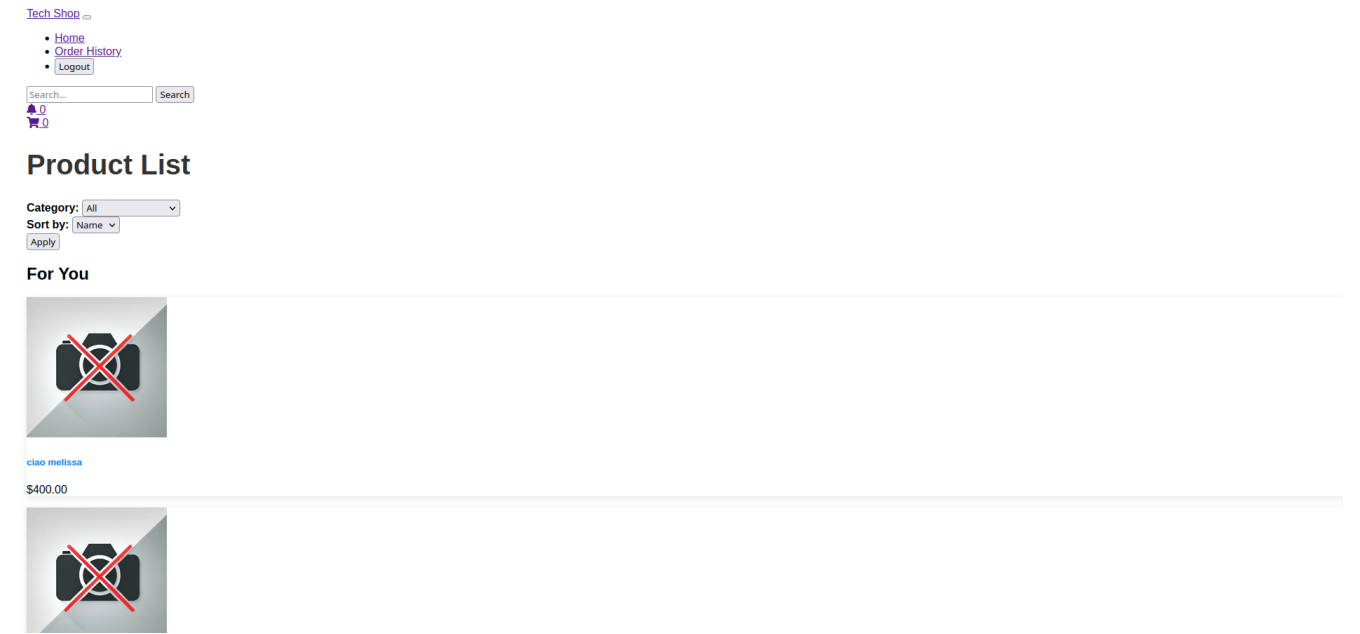 Tech Shop
Home
Order History
Logout
Search... Search
0
0
Product List
Category: All
Sort by: Name
Apply
For You
ciao melissa
$400.00